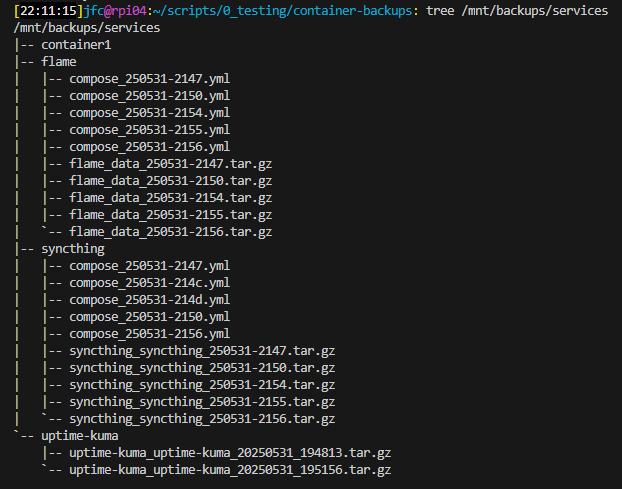 [22:11:15]jfc@rpi04:~/scripts/0_testing/container-backups: tree /mnt/backups/services
/mnt/backups/services
|-- container1
|-- flame
|   |-- compose_250531-2147.yml
|   |-- compose_250531-2150.yml
|   |-- compose_250531-2154.yml
|   |-- compose_250531-2155.yml
|   |-- compose_250531-2156.yml
|   |-- flame_data_250531-2147.tar.gz
|   |-- flame_data_250531-2150.tar.gz
|   |-- flame_data_250531-2154.tar.gz
|   |-- flame_data_250531-2155.tar.gz
|   `-- flame_data_250531-2156.tar.gz
|-- syncthing
|   |-- compose_250531-2147.yml
|   |-- compose_250531-214c.yml
|   |-- compose_250531-214d.yml
|   |-- compose_250531-2150.yml
|   |-- compose_250531-2156.yml
|   |-- syncthing_syncthing_250531-2147.tar.gz
|   |-- syncthing_syncthing_250531-2150.tar.gz
|   |-- syncthing_syncthing_250531-2154.tar.gz
|   |-- syncthing_syncthing_250531-2155.tar.gz
|   `-- syncthing_syncthing_250531-2156.tar.gz
`-- uptime-kuma
    |-- uptime-kuma_uptime-kuma_20250531_194813.tar.gz
    `-- uptime-kuma_uptime-kuma_20250531_195156.tar.gz